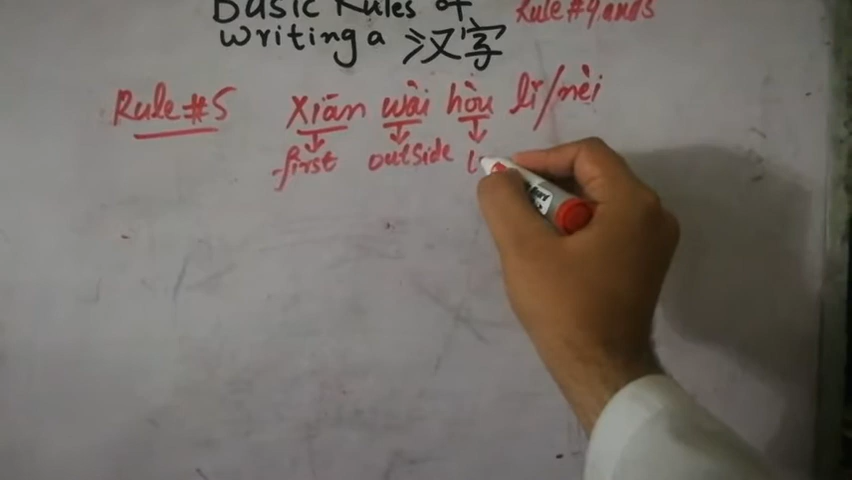 Basic Rules of
writing a 汉字
Rule #4 and 5
Rule #5 Xiān wài hòu lǐ/nèi
first outside